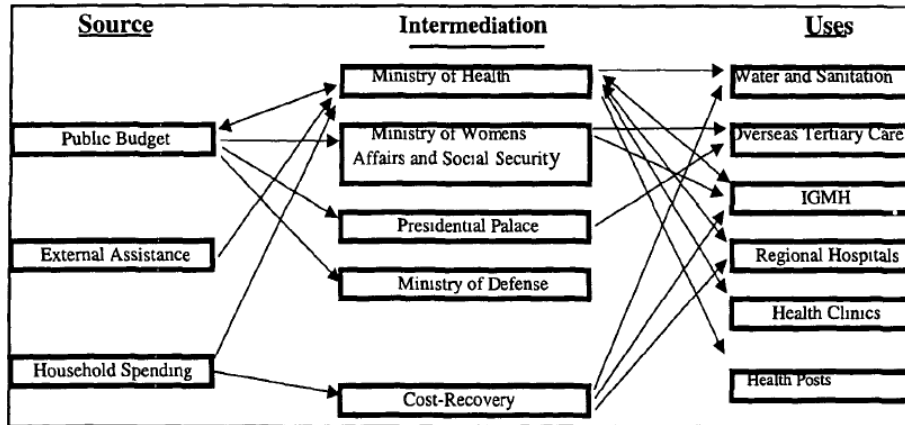 Source
Intermediation
Uses
Public Budget
External Assistance
Household Spending
Ministry of Health
Ministry of Womens
Affairs and Social Security
Presidential Palace
Ministry of Defense
Cost-Recovery
Water and Sanitation
Overseas Tertiary Care
IGMH
Regional Hospitals
Health Clinics
Health Posts